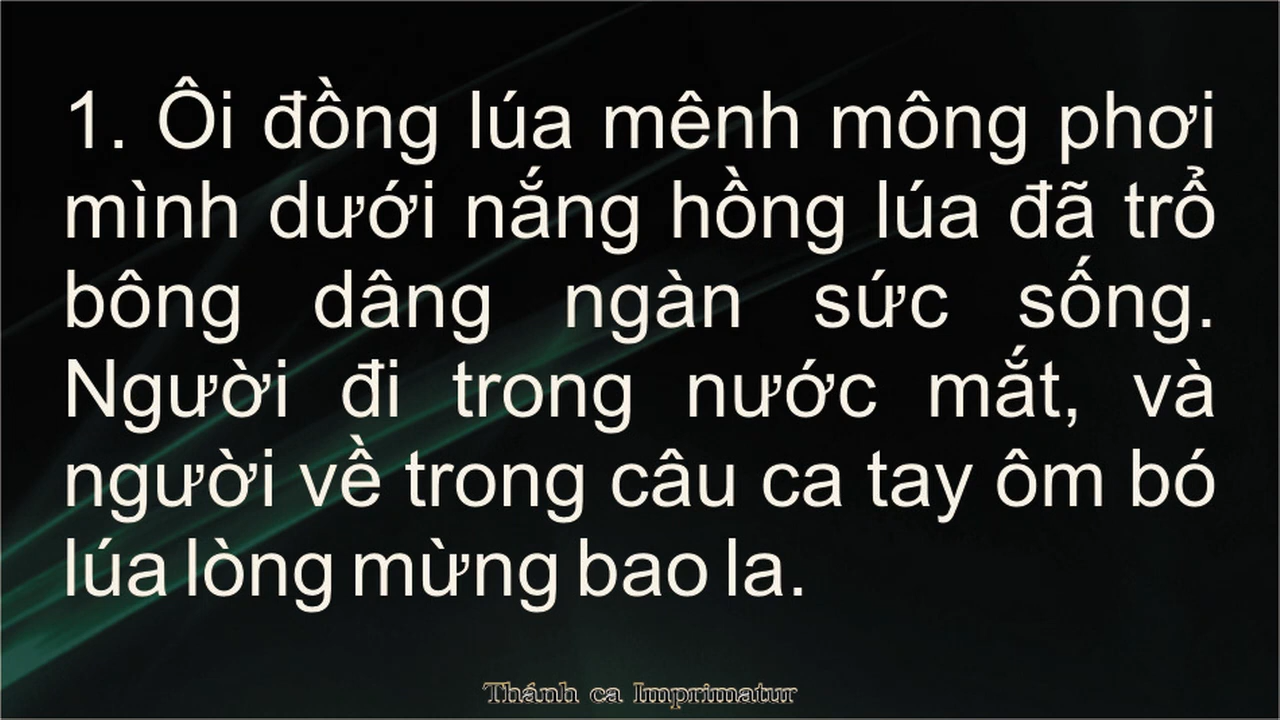 1. Ôi đồng lúa mênh mông phơi
mình dưới nắng hồng lúa đã trổ
bông dâng ngàn sức sống.
Người đi trong nước mắt, và
người về trong câu ca tay ôm bó
lúa lòng mừng bao la.
Thánh ca Imprimatur